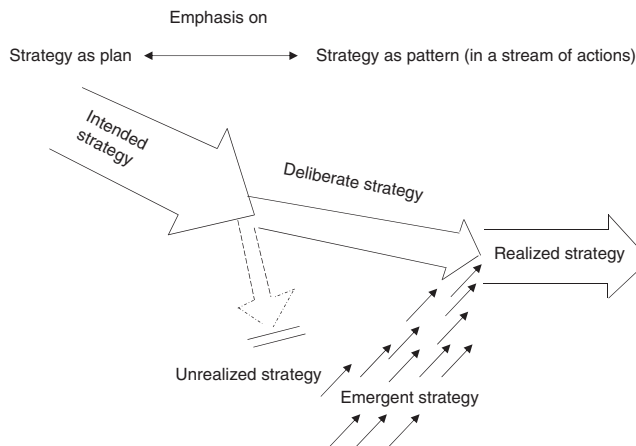 Emphasis on
Strategy as plan
Strategy as pattern (in a stream of actions)
Intended
strategy
Deliberate strategy
Realized strategy
Unrealized strategy
Emergent strategy